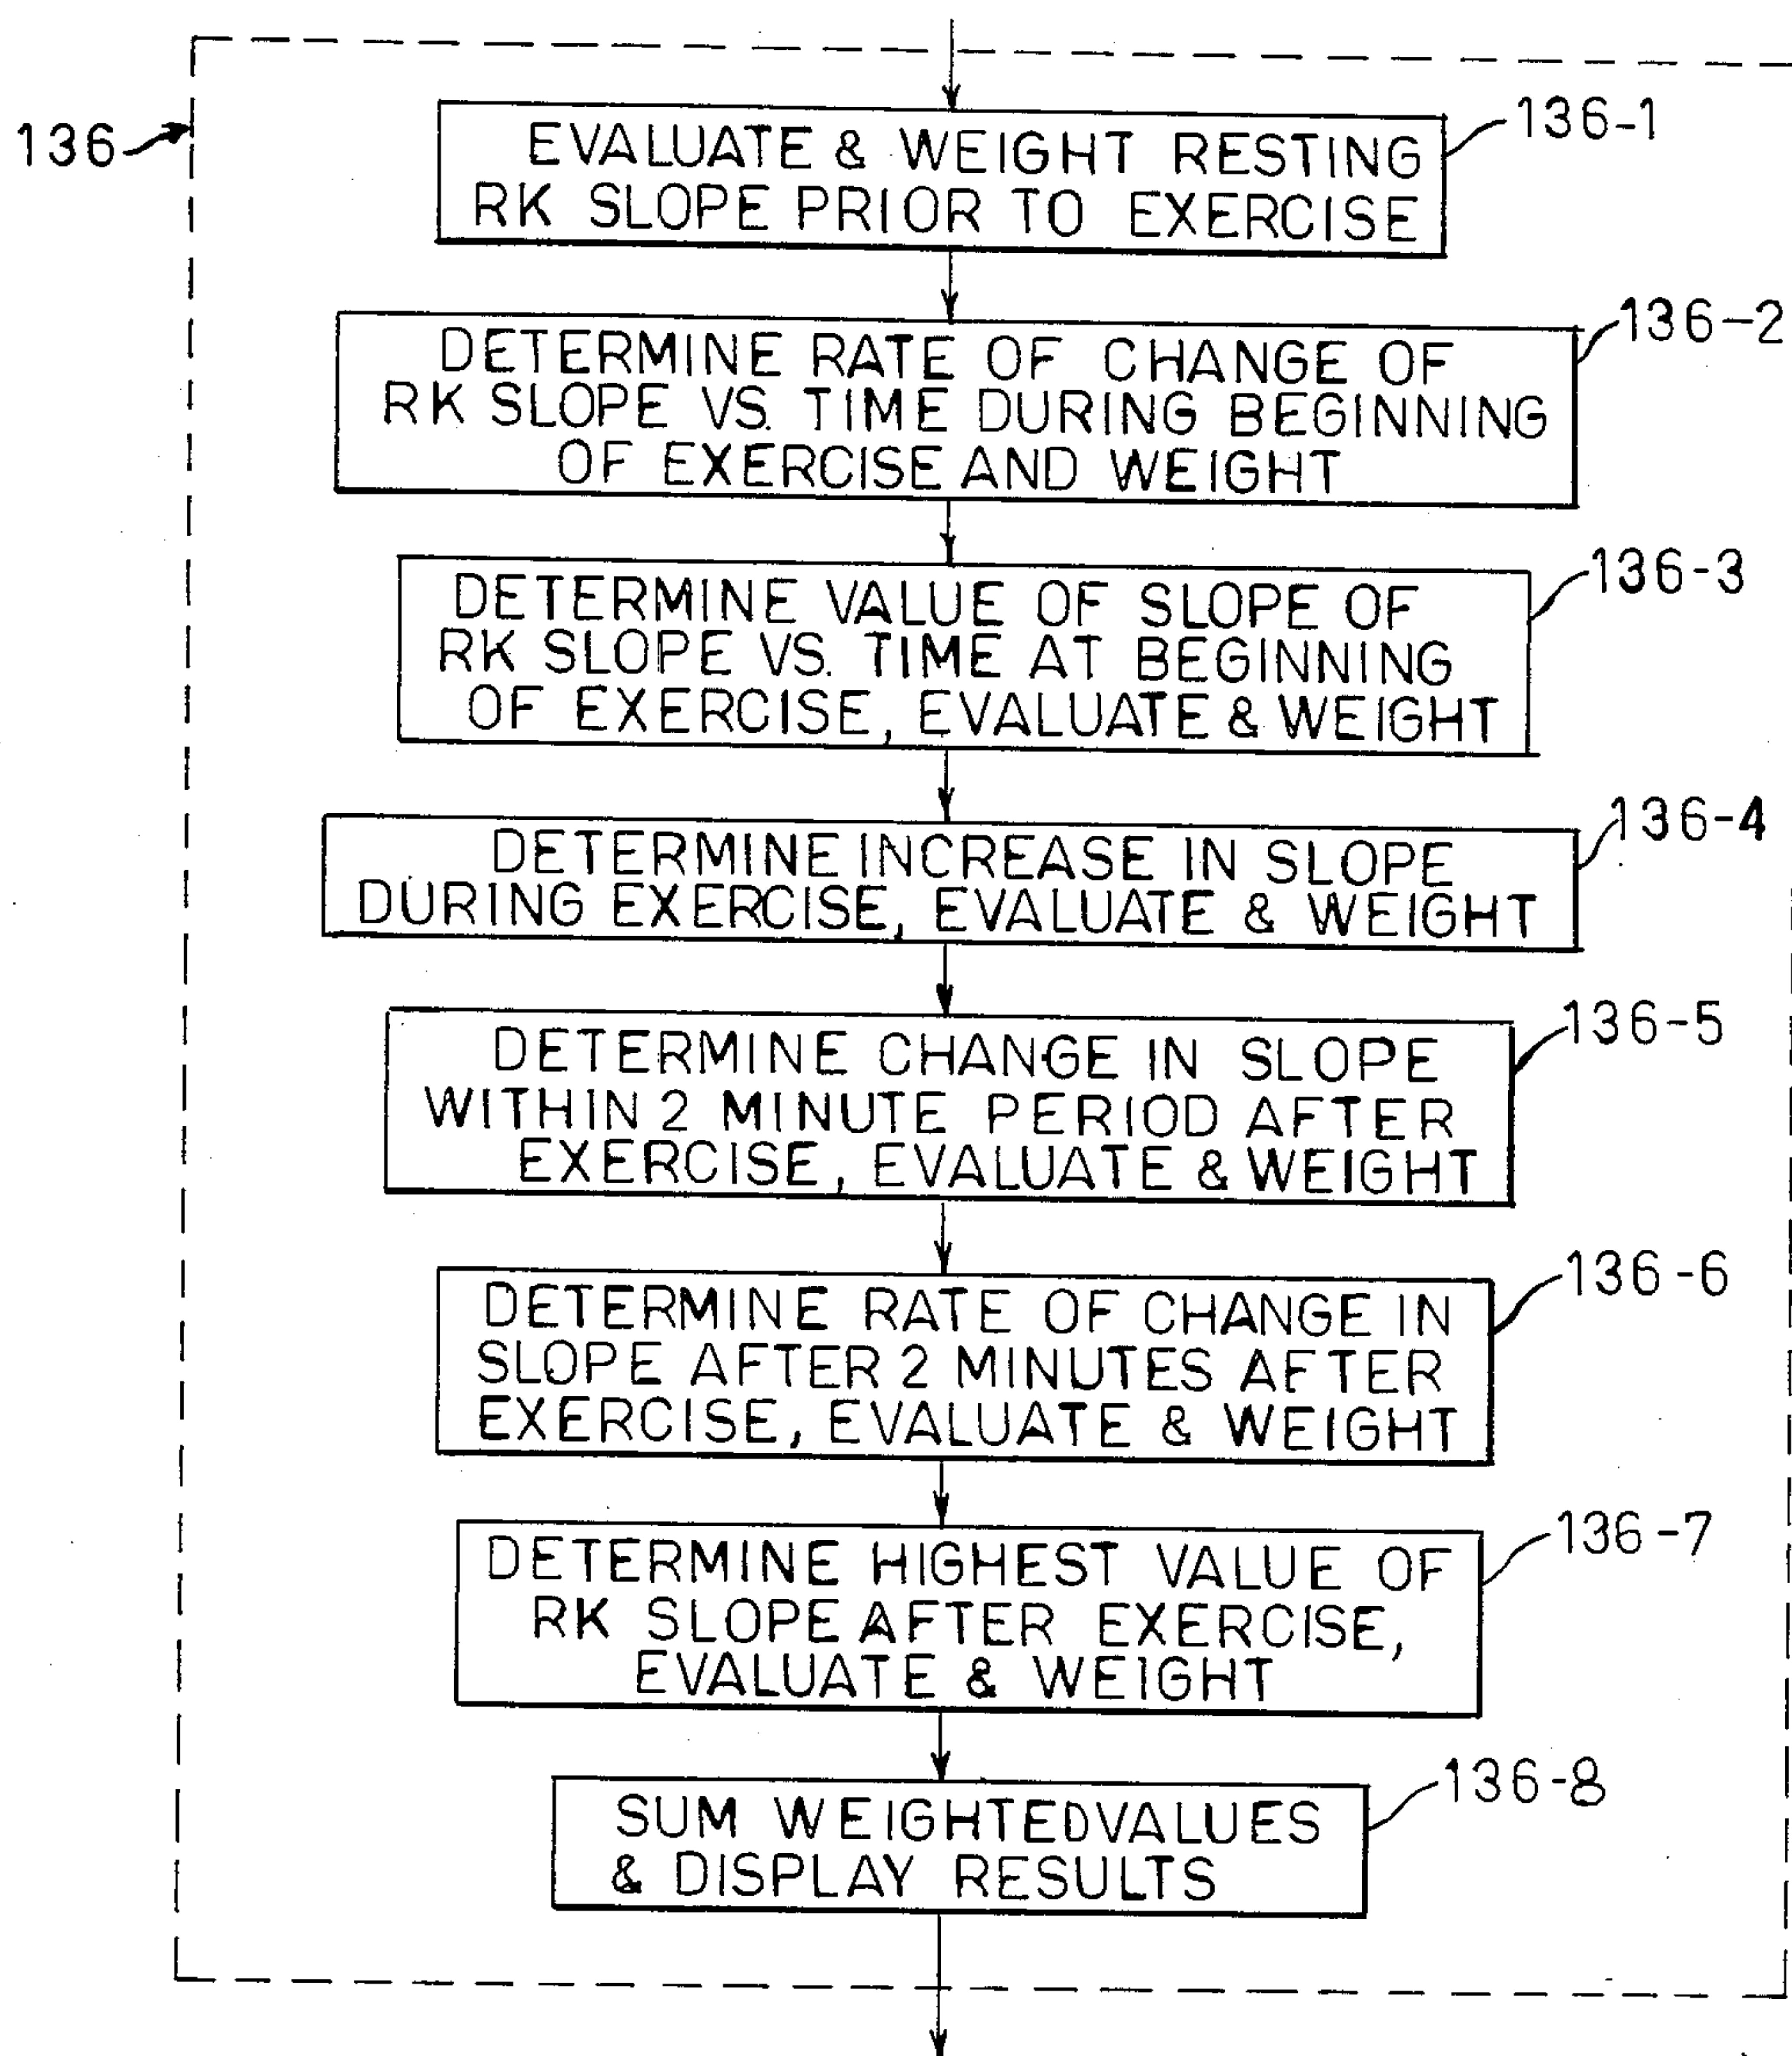 136
136-1
EVALUATE & WEIGHT RESTING
RK SLOPE PRIOR TO EXERCISE
136-2
DETERMINE RATE OF CHANGE OF
RK SLOPE VS. TIME DURING BEGINNING
OF EXERCISE AND WEIGHT
136-3
DETERMINE VALUE OF SLOPE OF
RK SLOPE VS. TIME AT BEGINNING
OF EXERCISE, EVALUATE & WEIGHT
136-4
DETERMINE INCREASE IN SLOPE
DURING EXERCISE, EVALUATE & WEIGHT
136-5
DETERMINE CHANGE IN SLOPE
WITHIN 2 MINUTE PERIOD AFTER
EXERCISE, EVALUATE & WEIGHT
136-6
DETERMINE RATE OF CHANGE IN
SLOPE AFTER 2 MINUTES AFTER
EXERCISE, EVALUATE & WEIGHT
136-7
DETERMINE HIGHEST VALUE OF
RK SLOPE AFTER EXERCISE,
EVALUATE & WEIGHT
136-8
SUM WEIGHTED VALUES
& DISPLAY RESULTS